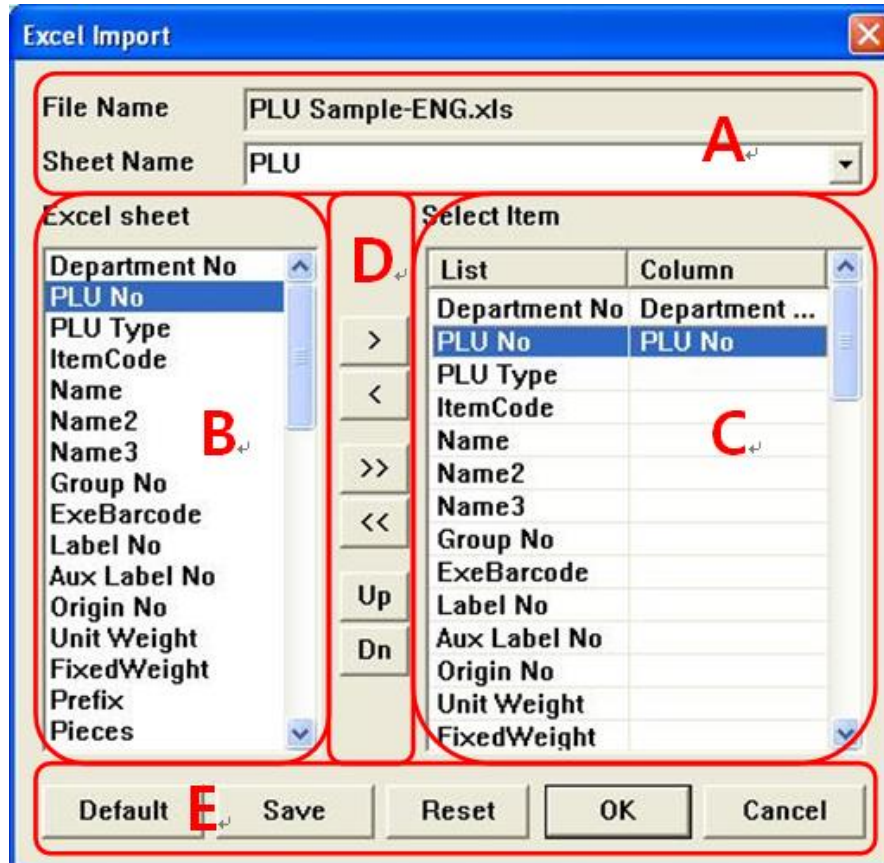 Excel Import
File Name PLU Sample-ENG.xls
Sheet Name PLU
A
Excel sheet
Department No
PLU No
PLU Type
ItemCode
Name
Name2
Name3
Group No
ExeBarcode
Label No
Aux Label No
Origin No
Unit Weight
FixedWeight
Prefix
Pieces
B
D
>
<
>>
<<
Up
Dn
Select Item
List Column
Department No Department ...
PLU No PLU No
PLU Type
ItemCode
Name
Name2
Name3
Group No
ExeBarcode
Label No
Aux Label No
Origin No
Unit Weight
FixedWeight
C
Default Save Reset OK Cancel
E